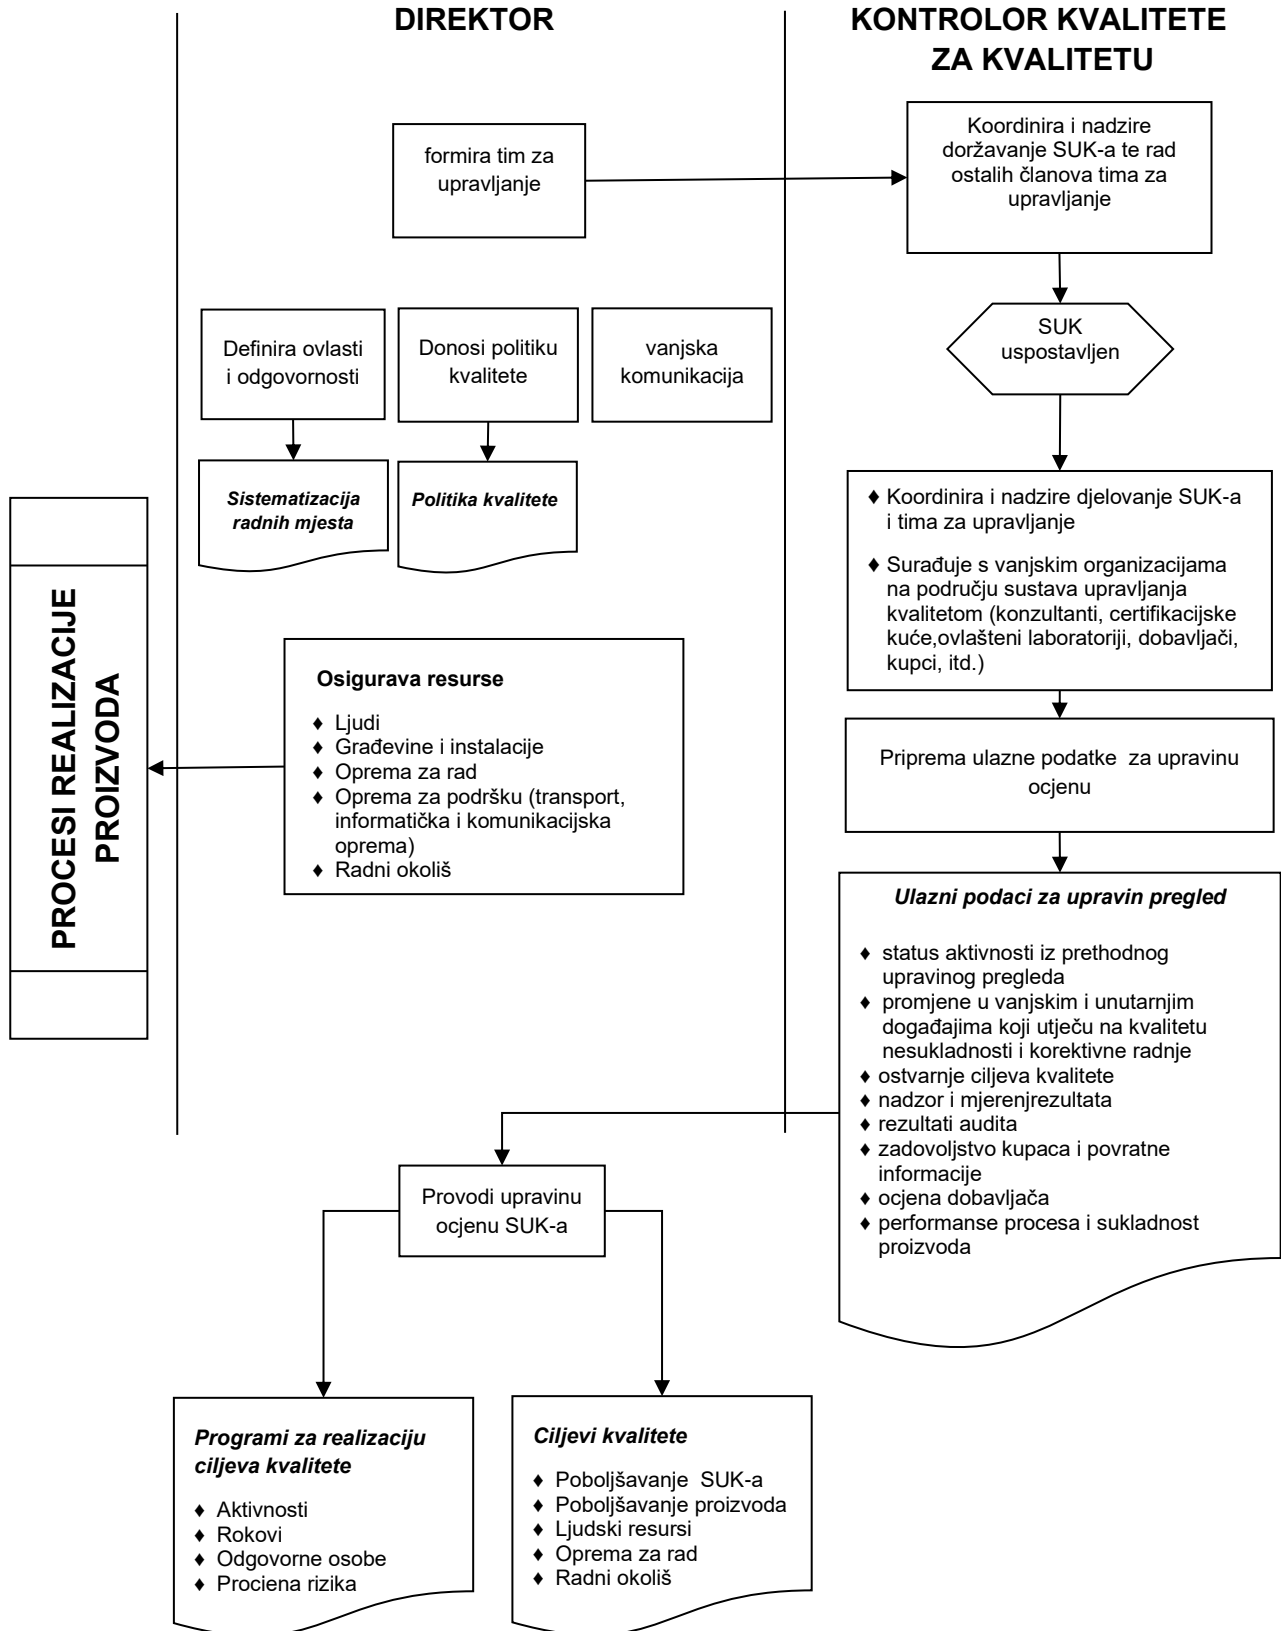 DIREKTOR
KONTROLOR KVALITETE
ZA KVALITETU
formira tim za
upravljanje
Koordinira i nadzire
doržavanje SUK-a te rad
ostalih članova tima za
upravljanje
Definira ovlasti
i odgovornosti
Donosi politiku
kvalitete
vanjska
komunikacija
SUK
uspostavljen
Sistematizacija
radnih mjesta
Politika kvalitete
♦ Koordinira i nadzire djelovanje SUK-a
i tima za upravljanje
♦ Surađuje s vanjskim organizacijama
na području sustava upravljanja
kvalitetom (konzultanti, certifikacijske
kuće,ovlašteni laboratoriji, dobavljači,
kupci, itd.)
PROCESI REALIZACIJE
PROIZVODA
Osigurava resurse
♦ Ljudi
♦ Građevine i instalacije
♦ Oprema za rad
♦ Oprema za podršku (transport,
informatička i komunikacijska
oprema)
♦ Radni okoliš
Priprema ulazne podatke za upravinu
ocjenu
Ulazni podaci za upravin pregled
♦ status aktivnosti iz prethodnog
upravinog pregleda
♦ promjene u vanjskim i unutarnjim
događajima koji utječu na kvalitetu
nesukladnosti i korektivne radnje
♦ ostvarnje ciljeva kvalitete
♦ nadzor i mjerenjrezultata
♦ rezultati audita
♦ zadovoljstvo kupaca i povratne
informacije
♦ ocjena dobavljača
♦ performanse procesa i sukladnost
proizvoda
Provodi upravinu
ocjenu SUK-a
Programi za realizaciju
ciljeva kvalitete
♦ Aktivnosti
♦ Rokovi
♦ Odgovorne osobe
♦ Prociena rizika
Ciljevi kvalitete
♦ Poboljšavanje SUK-a
♦ Poboljšavanje proizvoda
♦ Ljudski resursi
♦ Oprema za rad
♦ Radni okoliš